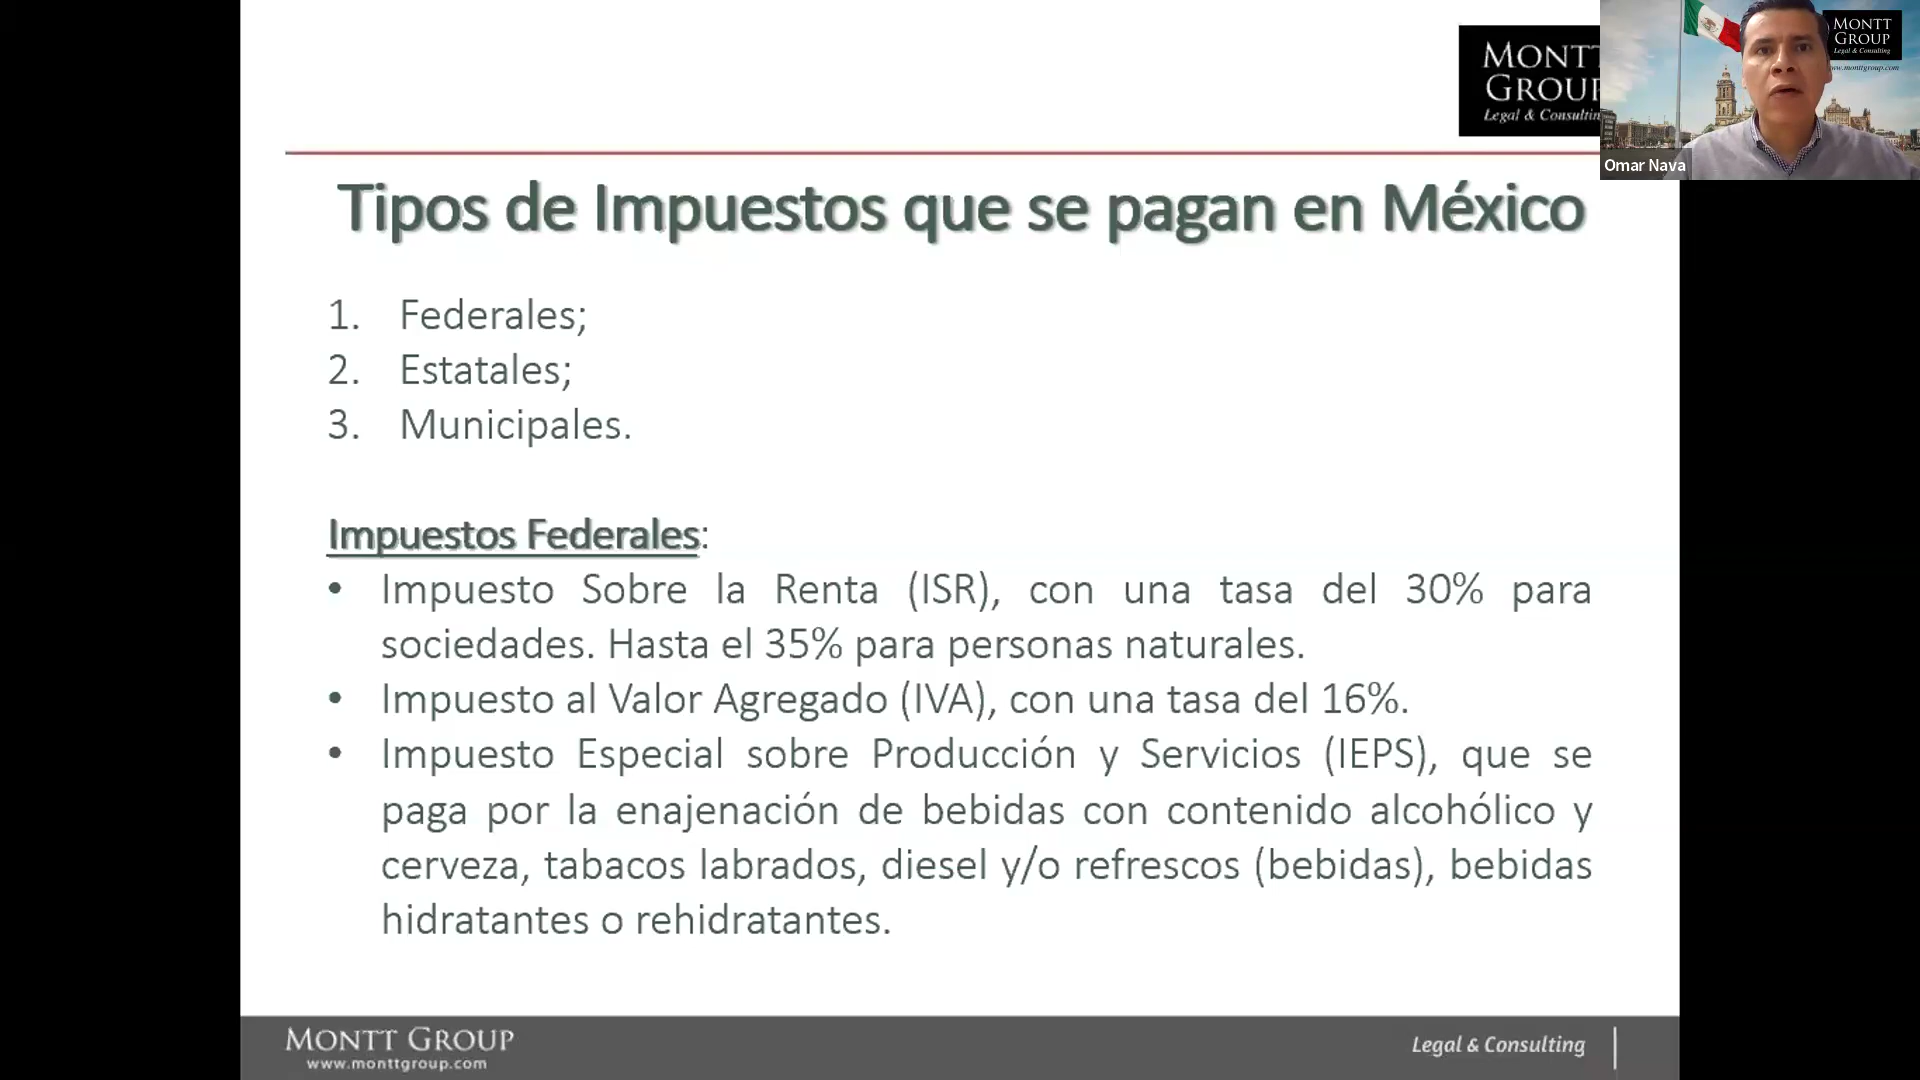 MONTT
GROUP
Legal & Consultin
MONTT
GROUP
Legal & Consulting
www.monttgroup.com
Omar Nava
Tipos de Impuestos que se pagan en México
1. Federales;
2. Estatales;
3. Municipales.
Impuestos Federales:
• Impuesto Sobre la Renta (ISR), con una tasa del 30% para
sociedades. Hasta el 35% para personas naturales.
• Impuesto al Valor Agregado (IVA), con una tasa del 16%.
• Impuesto Especial sobre Producción y Servicios (IEPS), que se
paga por la enajenación de bebidas con contenido alcohólico y
cerveza, tabacos labrados, diesel y/o refrescos (bebidas), bebidas
hidratantes o rehidratantes.
MONTT GROUP
www.monttgroup.com
Legal & Consulting